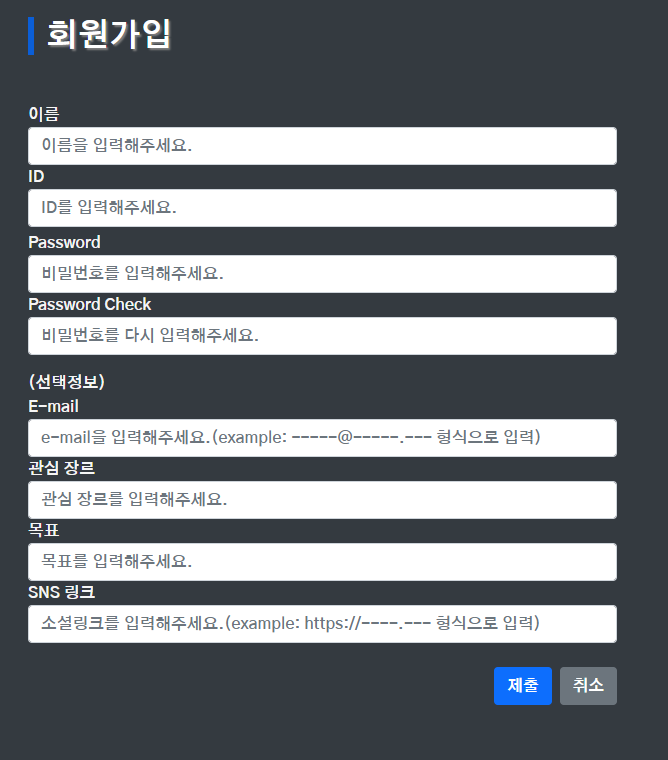 회원가입
이름
이름을 입력해주세요.
ID
ID를 입력해주세요.
Password
비밀번호를 입력해주세요.
Password Check
비밀번호를 다시 입력해주세요.
(선택정보)
E-mail
e-mail을 입력해주세요.(example: -----@-----.--- 형식으로 입력)
관심 장르
관심 장르를 입력해주세요.
목표
목표를 입력해주세요.
SNS 링크
소셜링크를 입력해주세요.(example: https://----.--- 형식으로 입력)
제출 취소